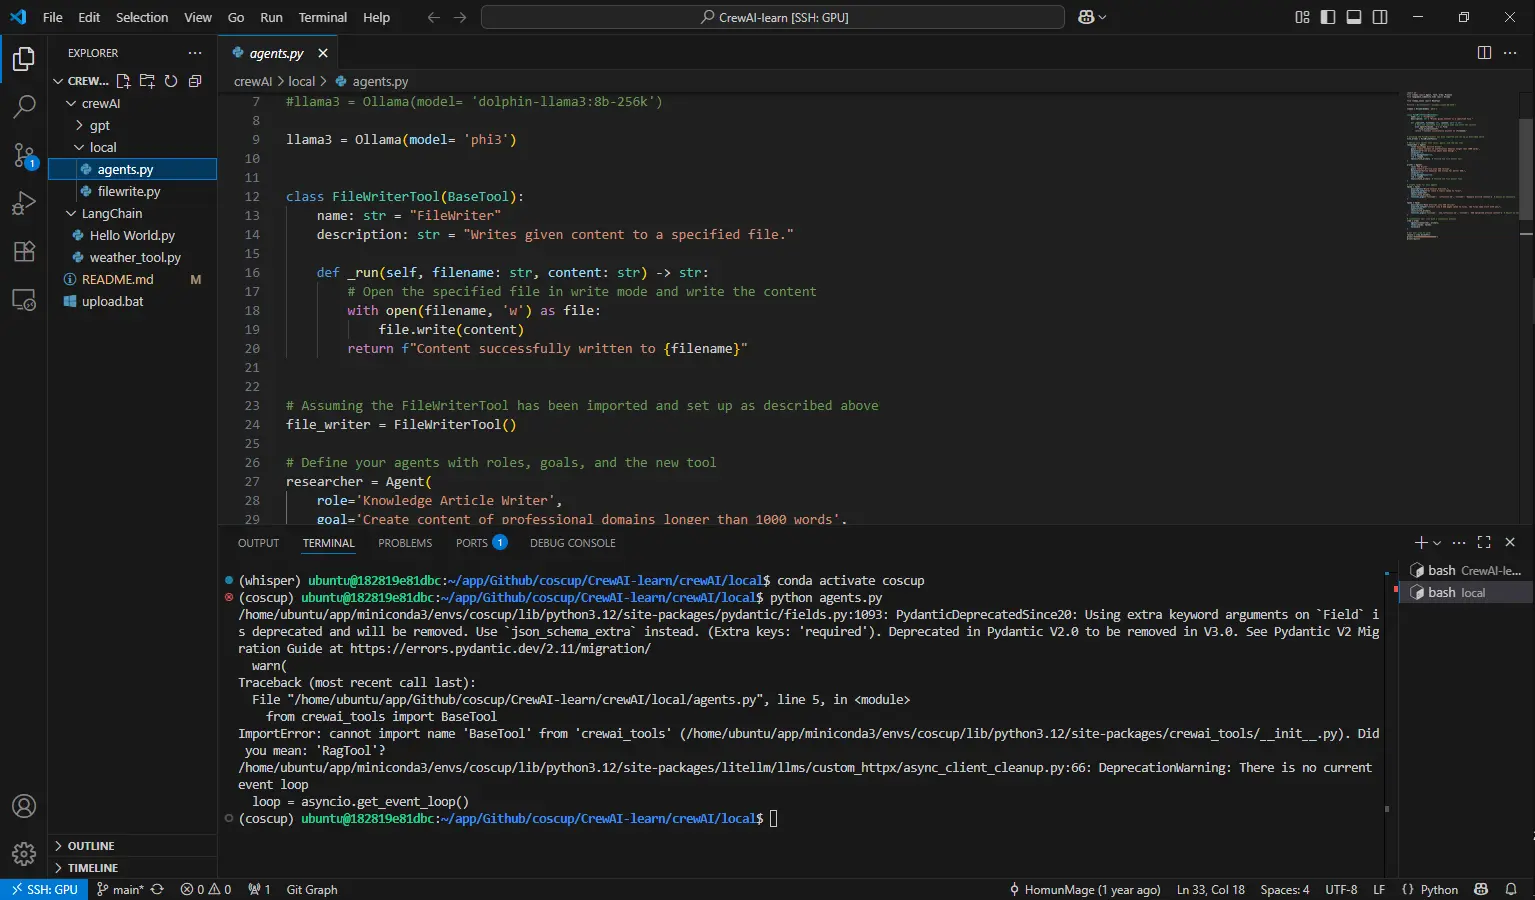 File Edit Selection View Go Run Terminal Help
CrewAI-learn [SSH: GPU]
EXPLORER
CREW...
crewAI
gpt
local
agents.py
filewrite.py
LangChain
Hello World.py
weather_tool.py
README.md M
upload.bat
OUTLINE
TIMELINE
1
agents.py
crewAI > local > agents.py
7 #llama3 = Ollama(model= 'dolphin-llama3:8b-256k')
8
9 llama3 = Ollama(model= 'phi3')
10
11
12 class FileWriterTool(BaseTool):
13 name: str = "FileWriter"
14 description: str = "Writes given content to a specified file."
15
16 def _run(self, filename: str, content: str) -> str:
17 # Open the specified file in write mode and write the content
18 with open(filename, 'w') as file:
19 file.write(content)
20 return f"Content successfully written to {filename}"
21
22
23 # Assuming the FileWriterTool has been imported and set up as described above
24 file_writer = FileWriterTool()
25
26 # Define your agents with roles, goals, and the new tool
27 researcher = Agent(
28 role='Knowledge Article Writer',
29 goal='Create content of professional domains longer than 1000 words',
OUTPUT TERMINAL PROBLEMS PORTS 1 DEBUG CONSOLE
(whisper) ubuntu@182819e81dbc:~/app/Github/coscup/CrewAI-learn/crewAI/local$ conda activate coscup
(coscup) ubuntu@182819e81dbc:~/app/Github/coscup/CrewAI-learn/crewAI/local$ python agents.py
/home/ubuntu/app/miniconda3/envs/coscup/lib/python3.12/site-packages/pydantic/fields.py:1093: PydanticDeprecatedSince20: Using extra keyword arguments on `Field` i
s deprecated and will be removed. Use `json_schema_extra` instead. (Extra keys: 'required'). Deprecated in Pydantic V2.0 to be removed in V3.0. See Pydantic V2 Mig
ration Guide at https://errors.pydantic.dev/2.11/migration/
warn(
Traceback (most recent call last):
File "/home/ubuntu/app/Github/coscup/CrewAI-learn/crewAI/local/agents.py", line 5, in <module>
from crewai_tools import BaseTool
ImportError: cannot import name 'BaseTool' from 'crewai_tools' (/home/ubuntu/app/miniconda3/envs/coscup/lib/python3.12/site-packages/crewai_tools/__init__.py). Did
you mean: 'RagTool'?
/home/ubuntu/app/miniconda3/envs/coscup/lib/python3.12/site-packages/litellm/llms/custom_httpx/async_client_cleanup.py:66: DeprecationWarning: There is no current
event loop
loop = asyncio.get_event_loop()
(coscup) ubuntu@182819e81dbc:~/app/Github/coscup/CrewAI-learn/crewAI/local$
bash CrewAI-le...
bash local
SSH: GPU main* 0 0 1 Git Graph HomunMage (1 year ago) Ln 33, Col 18 Spaces: 4 UTF-8 LF {} Python